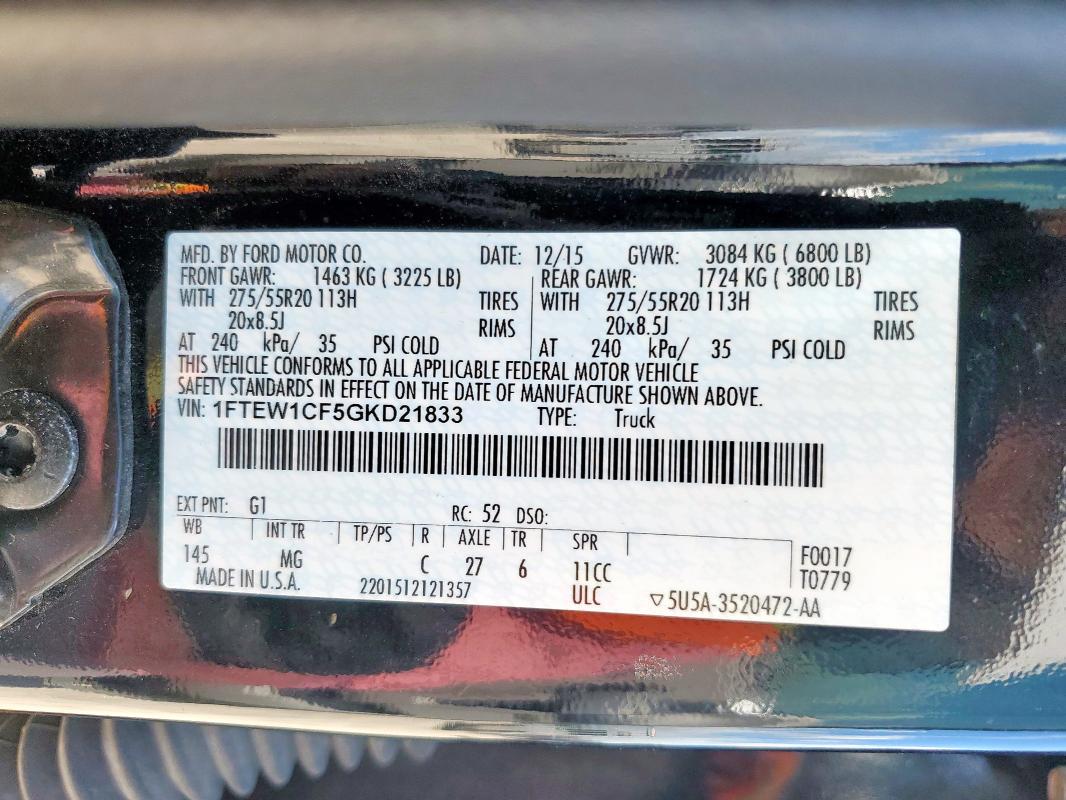 MFD. BY FORD MOTOR CO. DATE: 12/15 GVWR: 3084 KG ( 6800 LB)
FRONT GAWR: 1463 KG ( 3225 LB) REAR GAWR: 1724 KG ( 3800 LB)
WITH 275/55R20 113H TIRES WITH 275/55R20 113H TIRES
20x8.5J RIMS 20x8.5J RIMS
AT 240 kPa/ 35 PSI COLD AT 240 kPa/ 35 PSI COLD
THIS VEHICLE CONFORMS TO ALL APPLICABLE FEDERAL MOTOR VEHICLE
SAFETY STANDARDS IN EFFECT ON THE DATE OF MANUFACTURE SHOWN ABOVE.
VIN: 1FTEW1CF5GKD21833 TYPE: Truck
EXT PNT: G1 RC: 52 DSO:
WB INT TR TP/PS R AXLE TR SPR
145 MG C 27 6 11CC F0017
MADE IN U.S.A. 2201512121357 ULC T0779
▽5U5A-3520472-AA